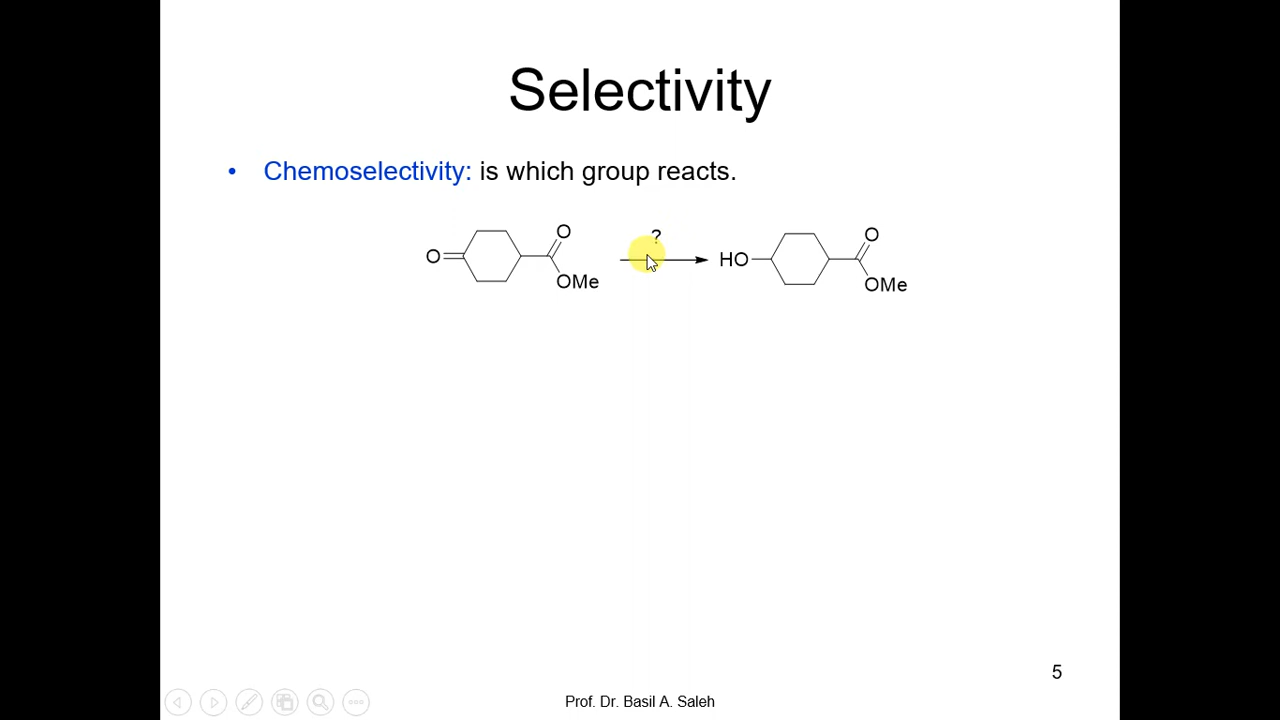 Selectivity
• Chemoselectivity: is which group reacts.
O
O
OMe
?
HO
O
OMe
5
Prof. Dr. Basil A. Saleh